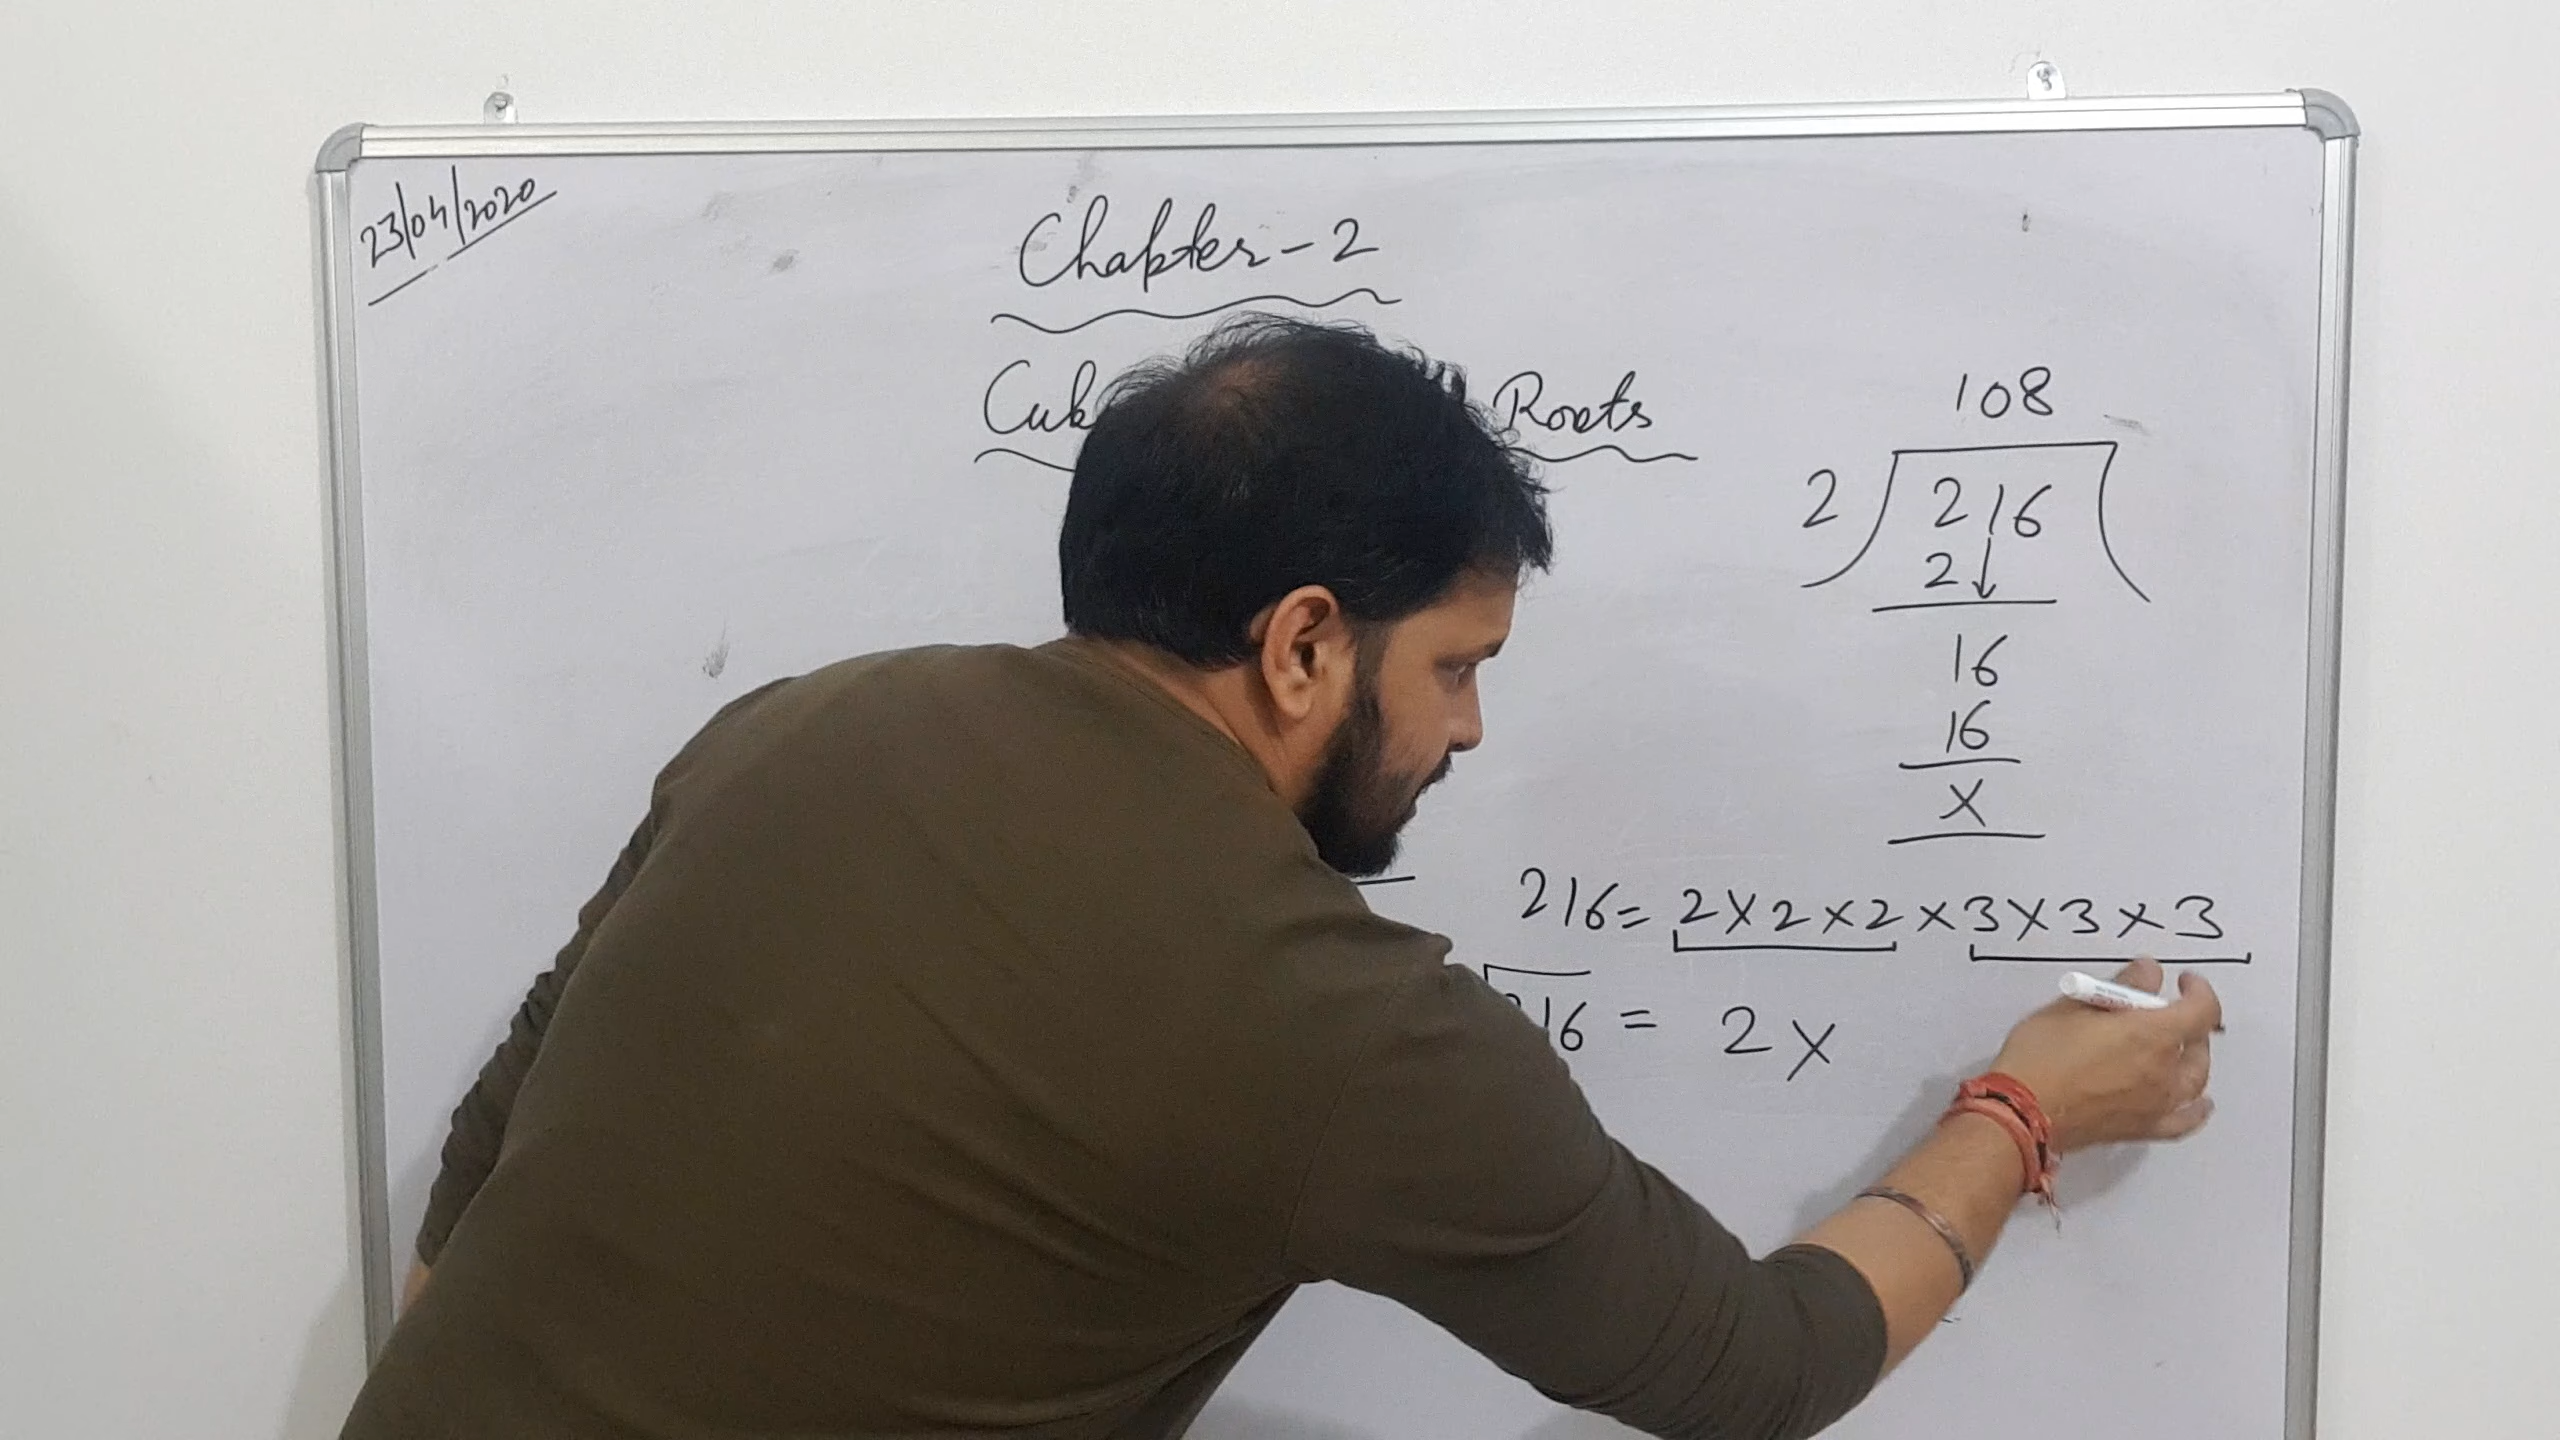 23/04/2020
Chapter-2
Roots
108
2 216
2
16
16
X
216= 2X2X2X3X3X3
16 = 2X